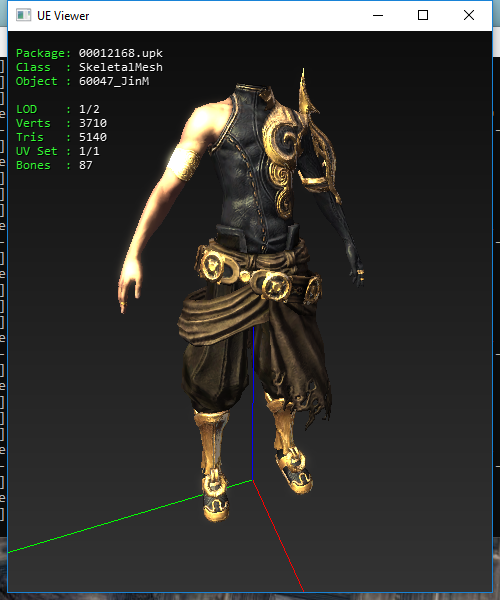 UE Viewer
Package: 00012168.upk
Class  : SkeletalMesh
Object : 60047_JinM
LOD    : 1/2
Verts  : 3710
Tris   : 5140
UV Set : 1/1
Bones  : 87